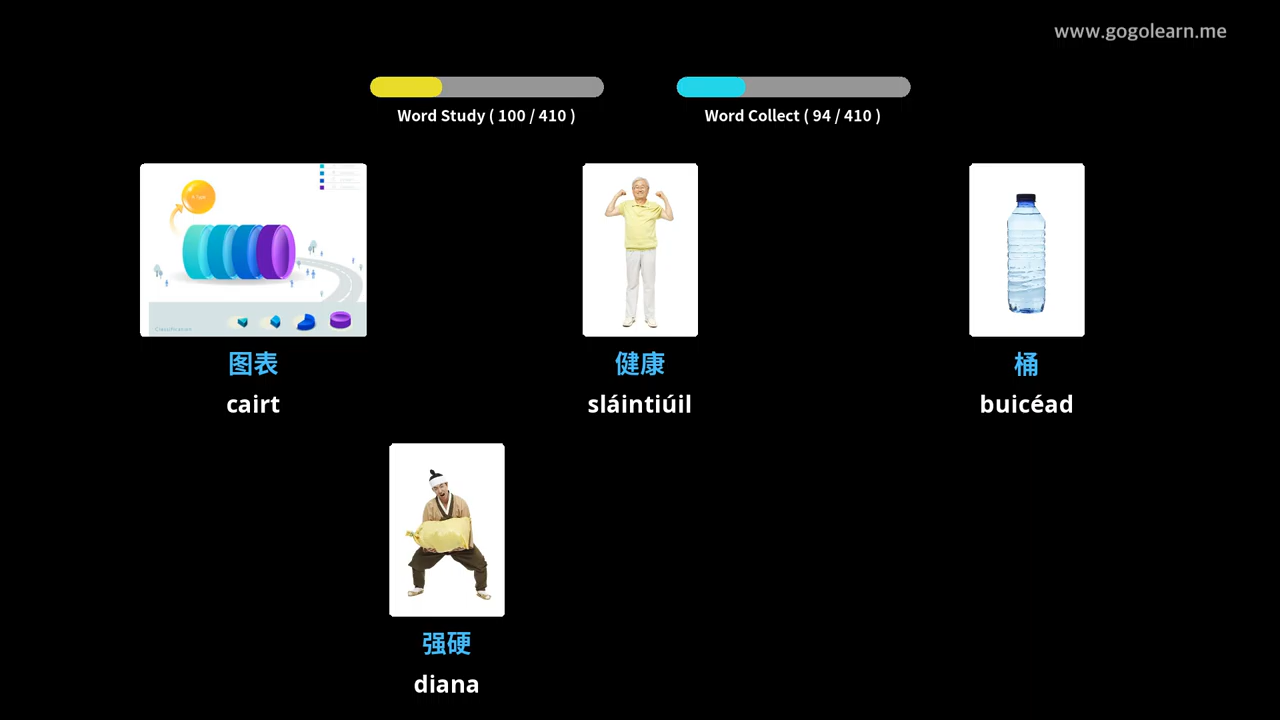 www.gogolearn.me
Word Study ( 100 / 410 )
Word Collect ( 94 / 410 )
图表
健康
桶
cairt
sláintiúil
buicéad
强硬
diana